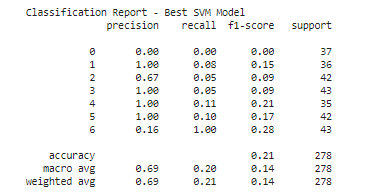 Classification Report - Best SVM Model
precision recall f1-score support
0 0.00 0.00 0.00 37
1 1.00 0.08 0.15 36
2 0.67 0.05 0.09 42
3 1.00 0.05 0.09 43
4 1.00 0.11 0.21 35
5 1.00 0.10 0.17 42
6 0.16 1.00 0.28 43
accuracy 0.21 278
macro avg 0.69 0.20 0.14 278
weighted avg 0.69 0.21 0.14 278